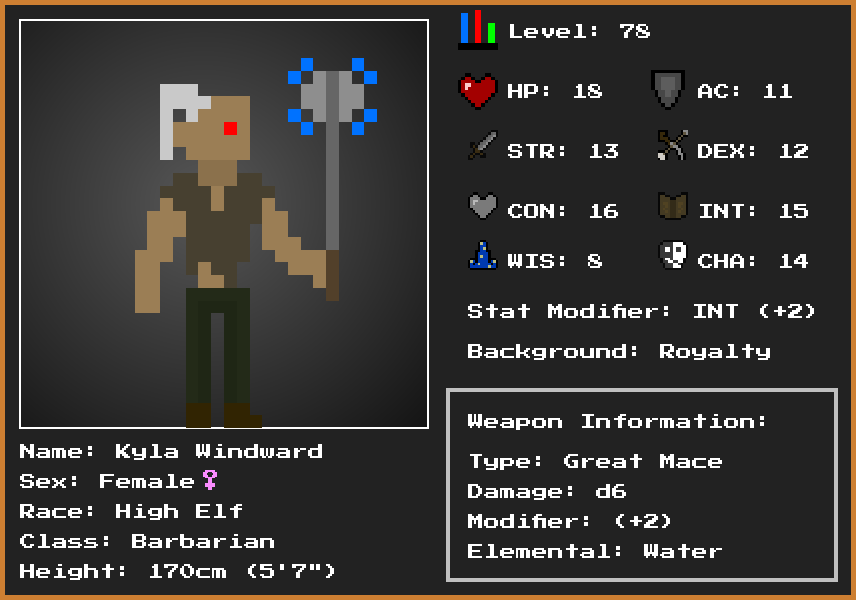 Level: 78
HP: 18
AC: 11
STR: 13
DEX: 12
CON: 16
INT: 15
WIS: 8
CHA: 14
Stat Modifier: INT (+2)
Background: Royalty
Weapon Information:
Type: Great Mace
Damage: d6
Modifier: (+2)
Elemental: Water
Name: Kyla Windward
Sex: Female♀
Race: High Elf
Class: Barbarian
Height: 170cm (5'7")